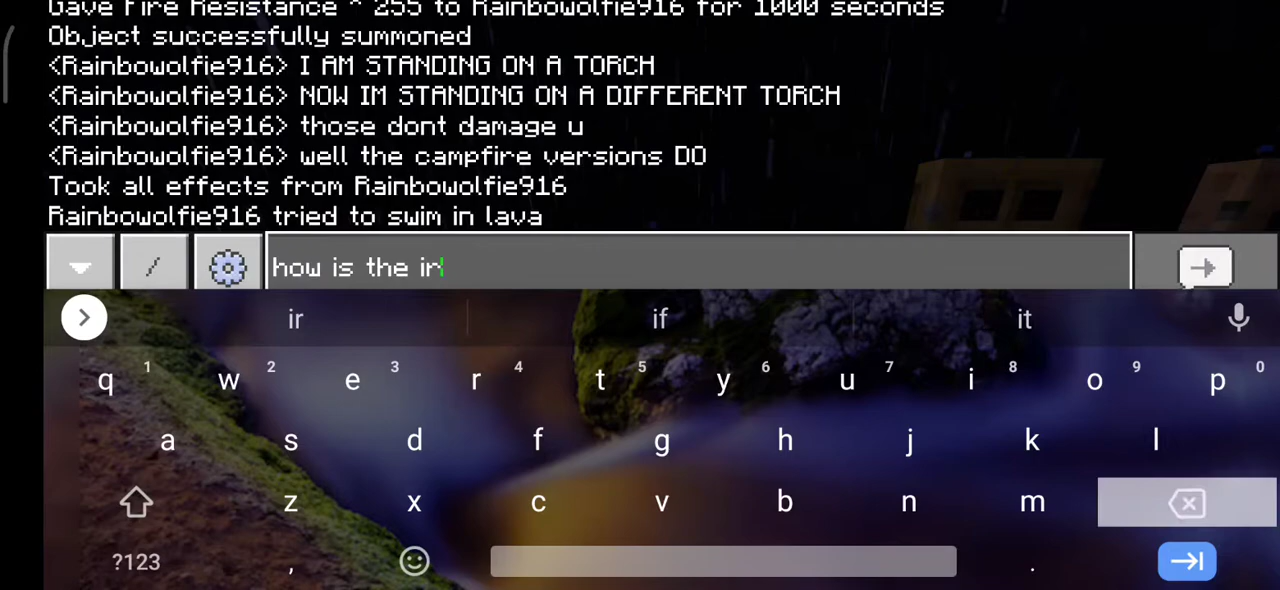 Gave Fire Resistance * 255 to Rainbowolfie916 for 1000 seconds
Object successfully summoned
<Rainbowolfie916> I AM STANDING ON A TORCH
<Rainbowolfie916> NOW IM STANDING ON A DIFFERENT TORCH
<Rainbowolfie916> those dont damage u
<Rainbowolfie916> well the campfire versions DO
Took all effects from Rainbowolfie916
Rainbowolfie916 tried to swim in lava
/ how is the ir
ir if it
q 1 w 2 e 3 r 4 t 5 y 6 u 7 i 8 o 9 p 0
a s d f g h j k l
z x c v b n m
?123 , .